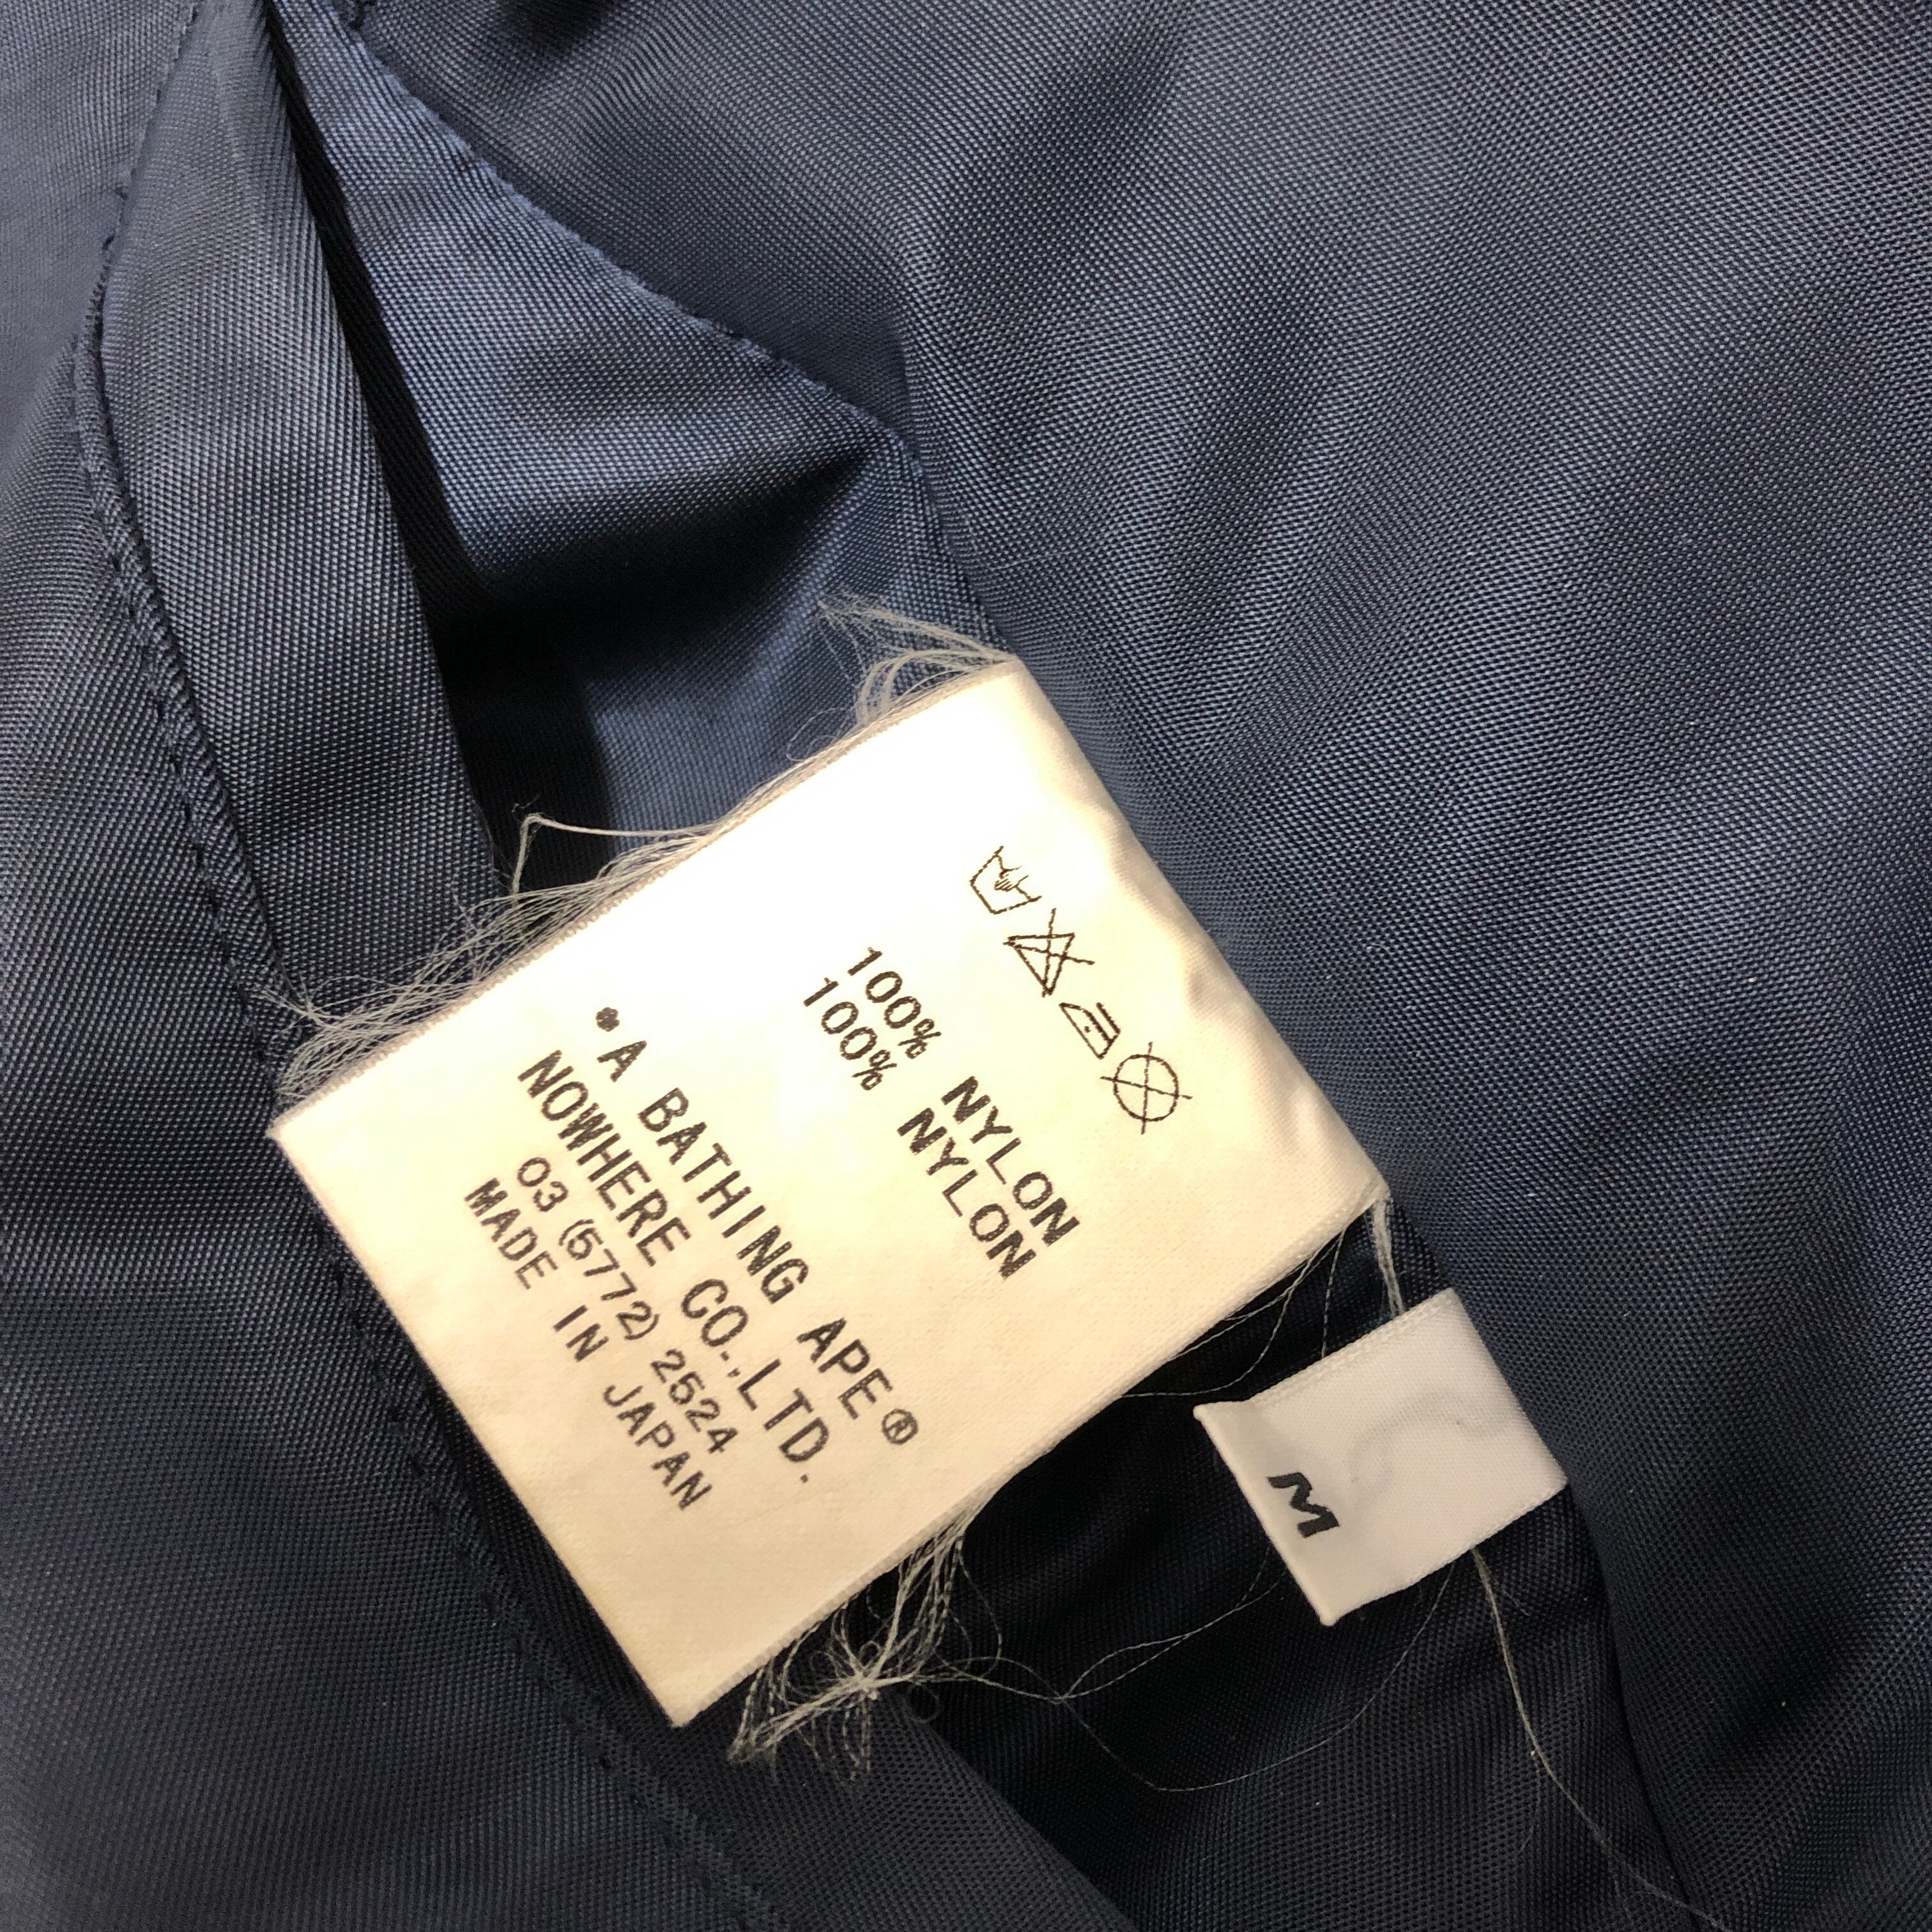 100% NYLON
100% NYLON
•A BATHING APE®
NOWHERE CO.,LTD.
03 (5772) 2524
MADE IN JAPAN
M